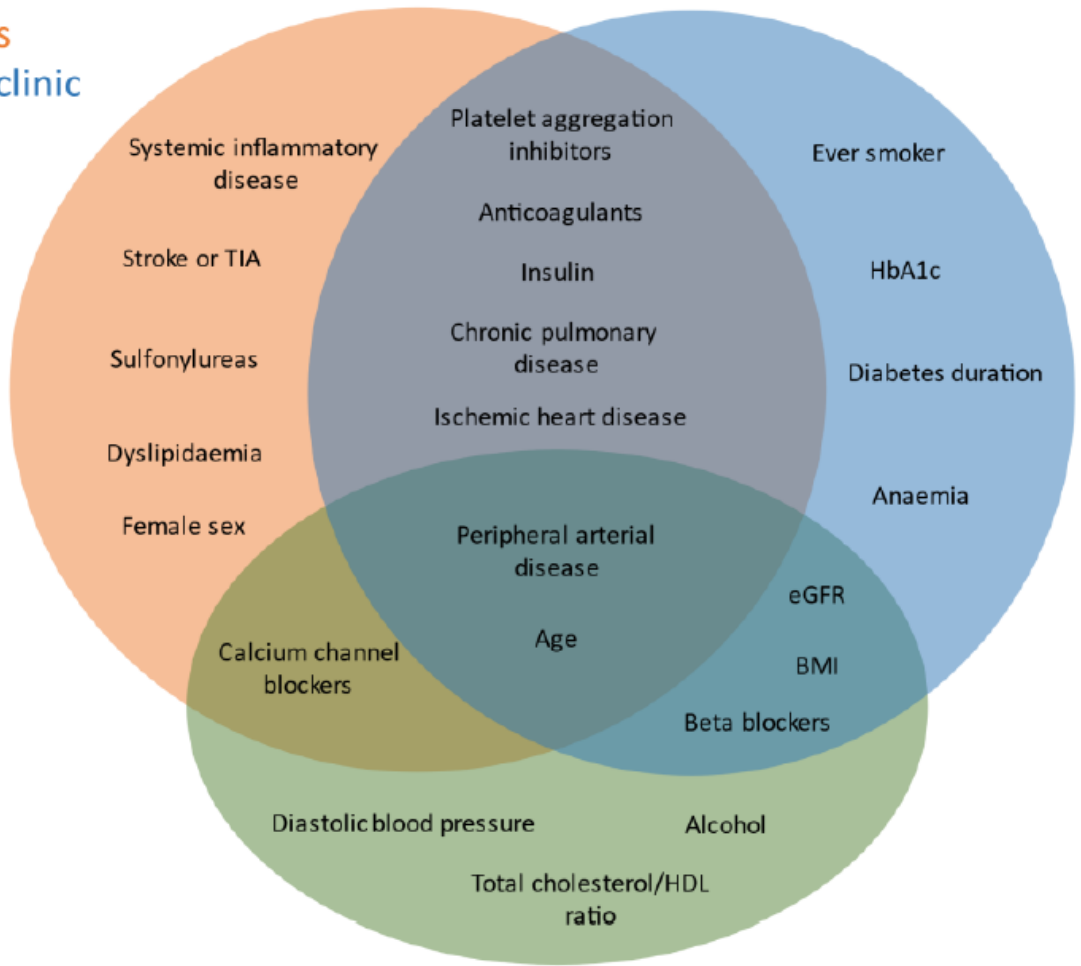 s
clinic
Systemic inflammatory
disease
Stroke or TIA
Sulfonylureas
Dyslipidaemia
Female sex
Platelet aggregation
inhibitors
Anticoagulants
Insulin
Chronic pulmonary
disease
Ischemic heart disease
Ever smoker
HbA1c
Diabetes duration
Anaemia
Peripheral arterial
disease
Age
eGFR
BMI
Beta blockers
Calcium channel
blockers
Diastolic blood pressure
Alcohol
Total cholesterol/HDL
ratio